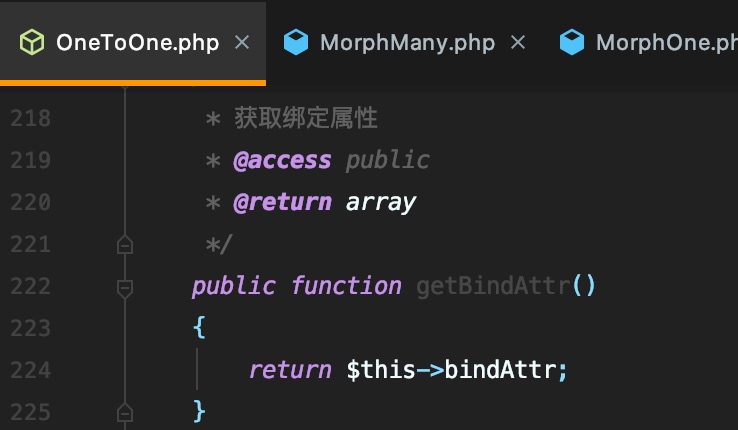 OneToOne.php × MorphMany.php × MorphOne.ph
218 * 获取绑定属性
219 * @access public
220 * @return array
221 */
222 public function getBindAttr()
223 {
224 return $this->bindAttr;
225 }